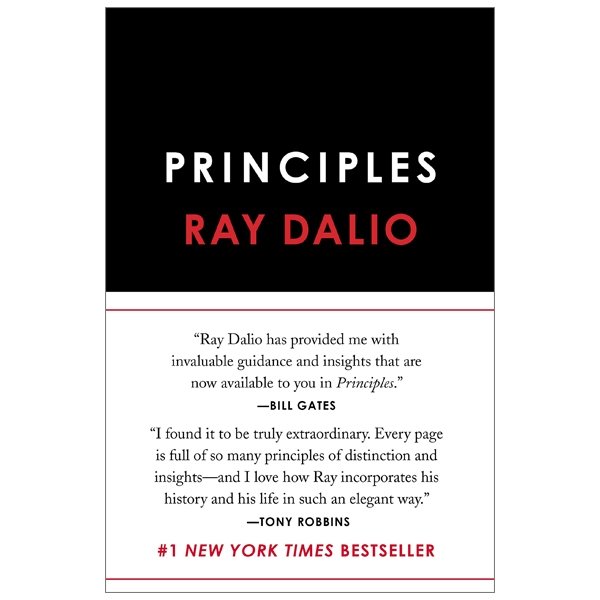 PRINCIPLES
RAY DALIO
“Ray Dalio has provided me with
invaluable guidance and insights that are
now available to you in Principles.”
—BILL GATES
“I found it to be truly extraordinary. Every page
is full of so many principles of distinction and
insights—and I love how Ray incorporates his
history and his life in such an elegant way.”
—TONY ROBBINS
#1 NEW YORK TIMES BESTSELLER